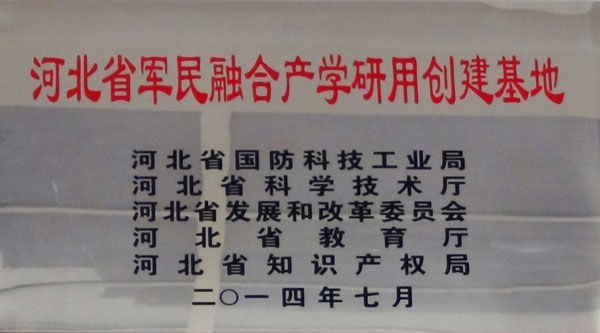 河北省军民融合产学研用创建基地
河北省国防科技工业局
河北省科学技术厅
河北省发展和改革委员会
河北省教育厅
河北省知识产权局
二〇一四年七月